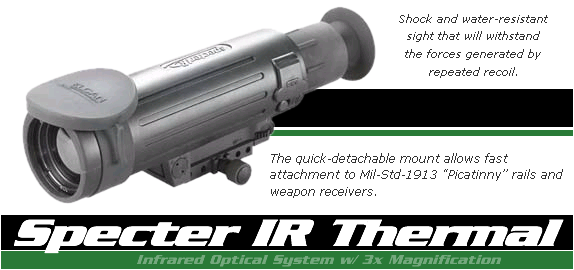 Shock and water-resistant
sight that will withstand
the forces generated by
repeated recoil.
ELCAN
The quick-detachable mount allows fast
attachment to Mil-Std-1913 "Picatinny" rails and
weapon receivers.
Specter IR Thermal
Infrared Optical System w/ 3x Magnification